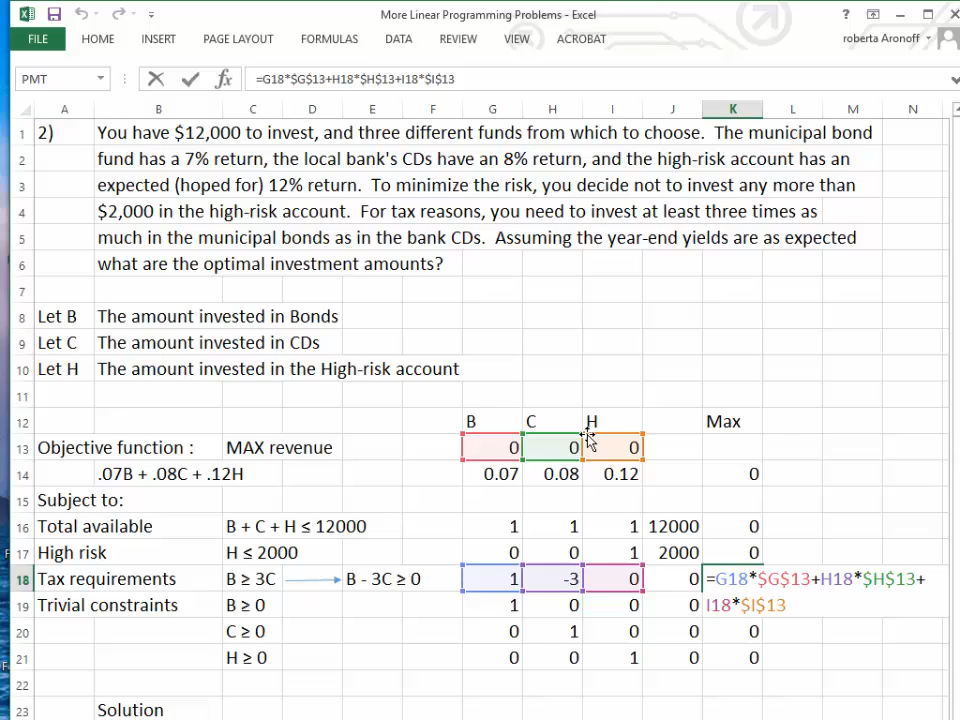 More Linear Programming Problems - Excel
FILE HOME INSERT PAGE LAYOUT FORMULAS DATA REVIEW VIEW ACROBAT roberta Aronoff
PMT fx =G18*$G$13+H18*$H$13+I18*$I$13
A B C D E F G H I J K L M N
1 2) You have $12,000 to invest, and three different funds from which to choose. The municipal bond
2 fund has a 7% return, the local bank's CDs have an 8% return, and the high-risk account has an
3 expected (hoped for) 12% return. To minimize the risk, you decide not to invest any more than
4 $2,000 in the high-risk account. For tax reasons, you need to invest at least three times as
5 much in the municipal bonds as in the bank CDs. Assuming the year-end yields are as expected
6 what are the optimal investment amounts?
7
8 Let B The amount invested in Bonds
9 Let C The amount invested in CDs
10 Let H The amount invested in the High-risk account
11
12 B C H Max
13 Objective function : MAX revenue 0 0 0
14 .07B + .08C + .12H 0.07 0.08 0.12 0
15 Subject to:
16 Total available B + C + H ≤ 12000 1 1 1 12000 0
17 High risk H ≤ 2000 0 0 1 2000 0
18 Tax requirements B ≥ 3C B - 3C ≥ 0 1 -3 0 0 =G18*$G$13+H18*$H$13+
19 Trivial constraints B ≥ 0 1 0 0 0 I18*$I$13
20 C ≥ 0 0 1 0 0 0
21 H ≥ 0 0 0 1 0 0
22
23 Solution